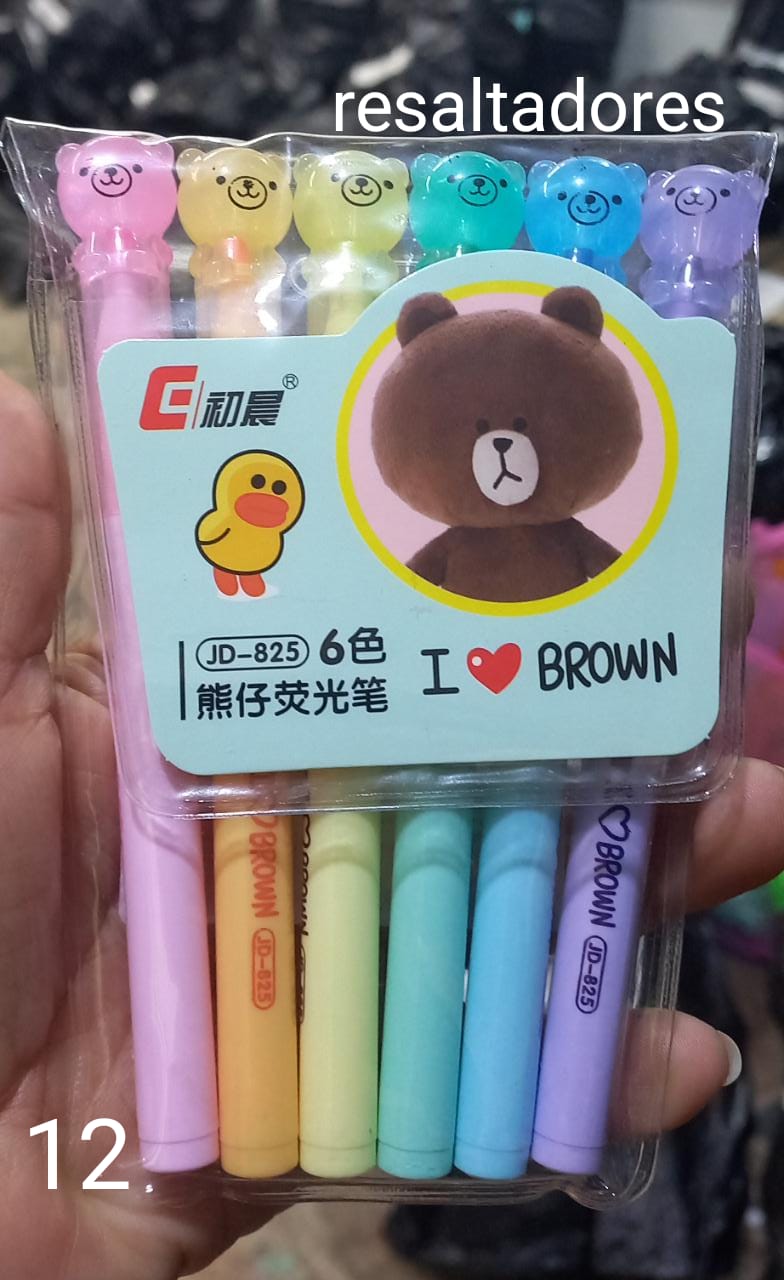 resaltadores
初晨®
JD-825 6色
熊仔荧光笔
I ❤ BROWN
♡BROWN JD-825
BROWN
♡BROWN JD-825
12